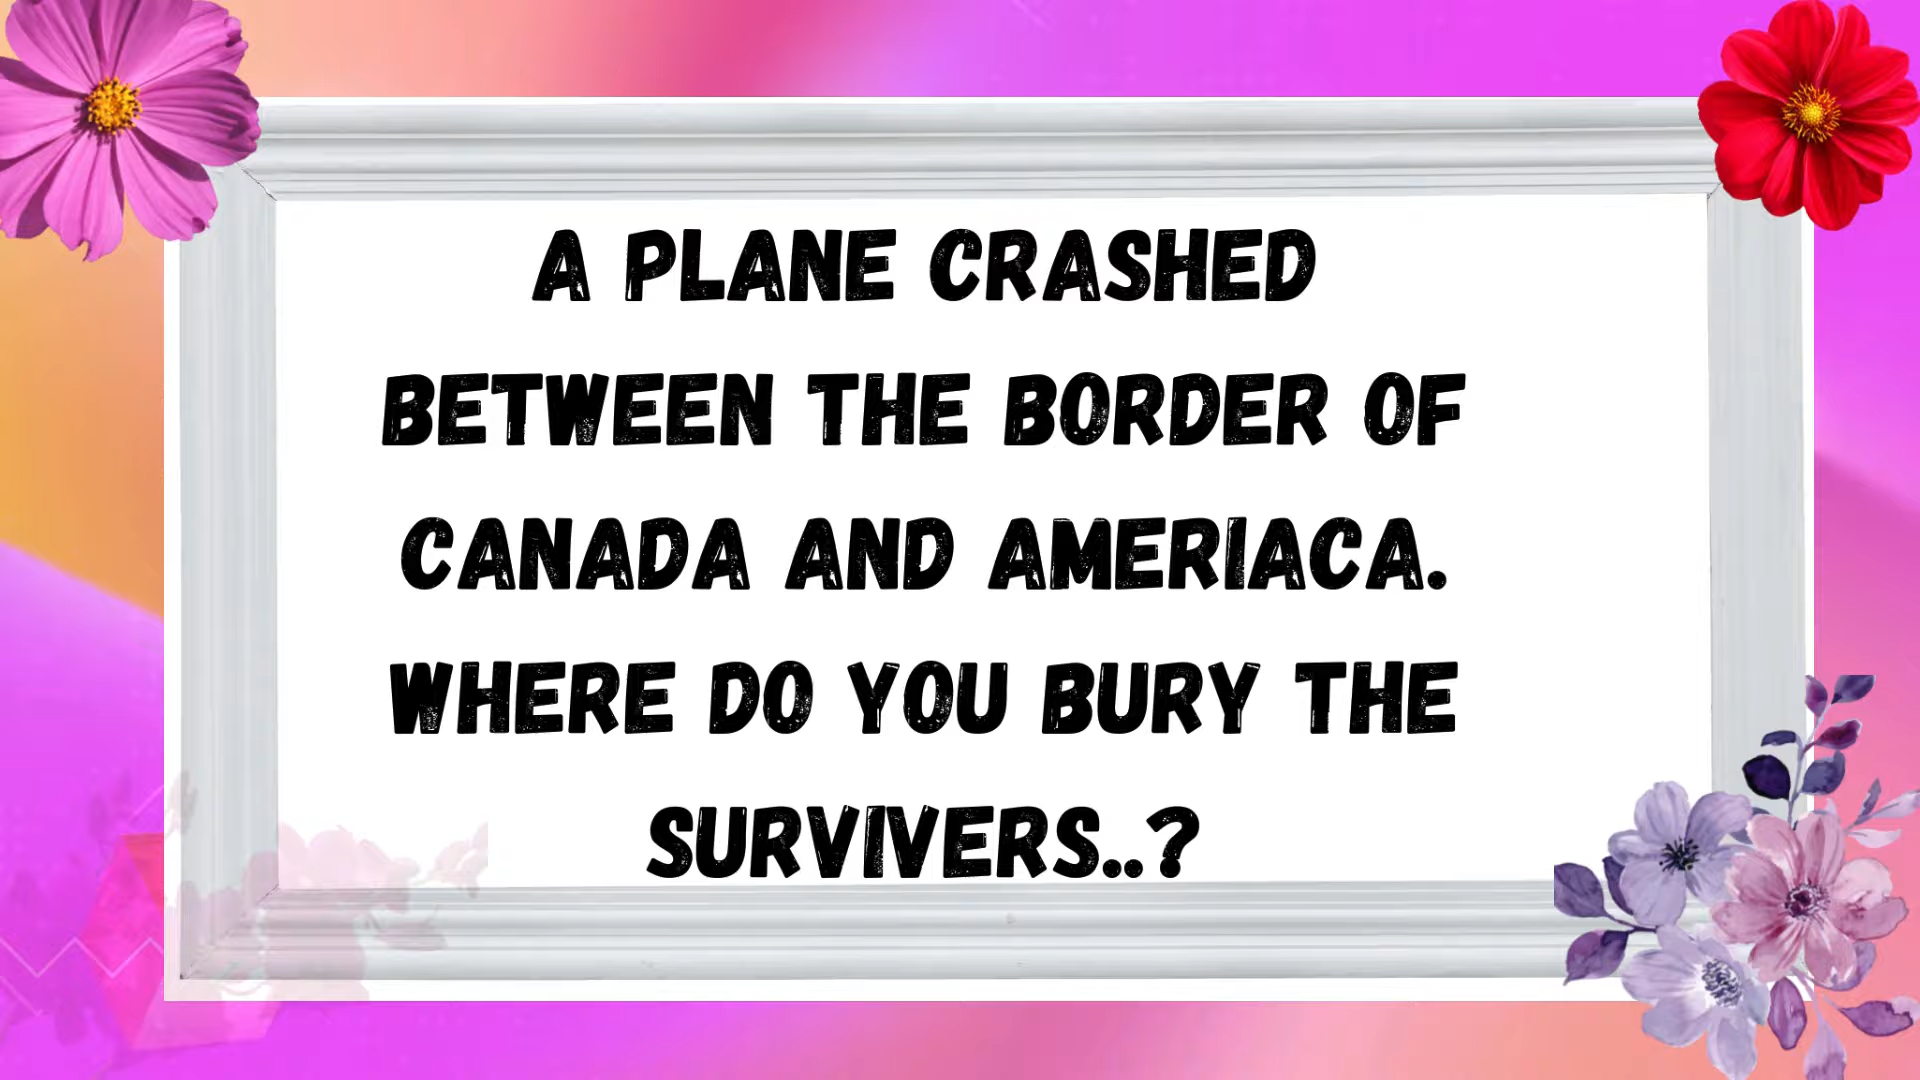 A PLANE CRASHED
BETWEEN THE BORDER OF
CANADA AND AMERIACA.
WHERE DO YOU BURY THE
SURVIVERS..?